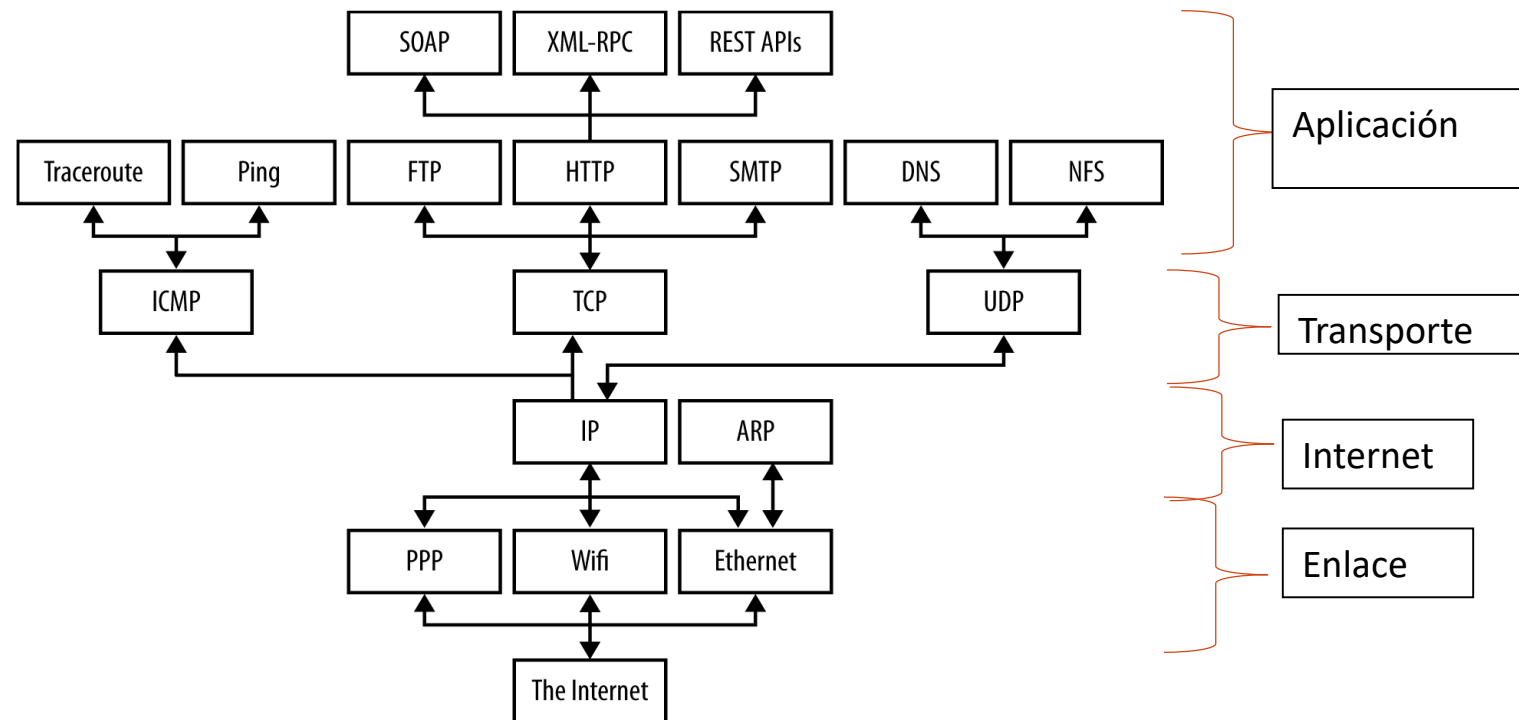 SOAP
XML-RPC
REST APIs
Aplicación
Traceroute
Ping
FTP
HTTP
SMTP
DNS
NFS
ICMP
TCP
UDP
Transporte
IP
ARP
Internet
PPP
Wifi
Ethernet
Enlace
The Internet